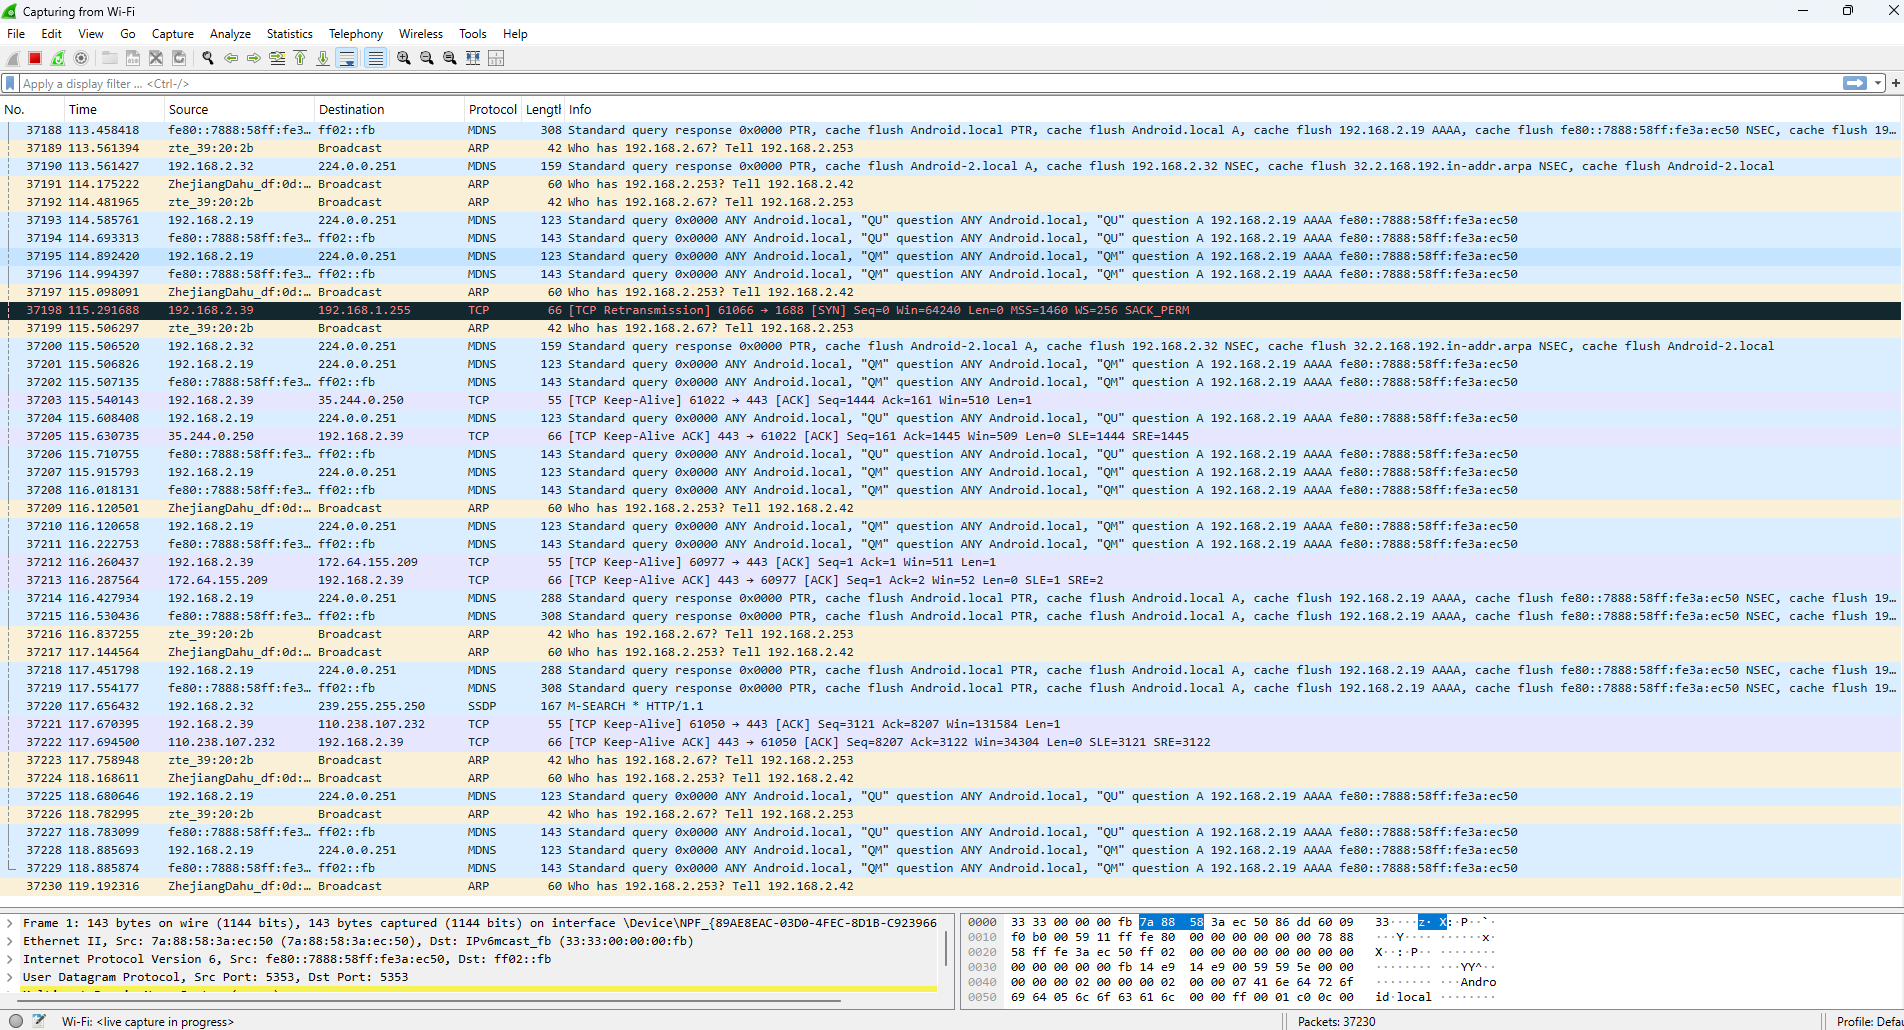 Capturing from Wi-Fi
File Edit View Go Capture Analyze Statistics Telephony Wireless Tools Help
Apply a display filter ... <Ctrl-/>
No. Time Source Destination Protocol Length Info
37188 113.458418 fe80::7888:58ff:fe3… ff02::fb MDNS 308 Standard query response 0x0000 PTR, cache flush Android.local PTR, cache flush Android.local A, cache flush 192.168.2.19 AAAA, cache flush fe80::7888:58ff:fe3a:ec50 NSEC, cache flush 19…
37189 113.561394 zte_39:20:2b Broadcast ARP 42 Who has 192.168.2.67? Tell 192.168.2.253
37190 113.561427 192.168.2.32 224.0.0.251 MDNS 159 Standard query response 0x0000 PTR, cache flush Android-2.local A, cache flush 192.168.2.32 NSEC, cache flush 32.2.168.192.in-addr.arpa NSEC, cache flush Android-2.local
37191 114.175222 ZhejiangDahu_df:0d:… Broadcast ARP 60 Who has 192.168.2.253? Tell 192.168.2.42
37192 114.481965 zte_39:20:2b Broadcast ARP 42 Who has 192.168.2.67? Tell 192.168.2.253
37193 114.585761 192.168.2.19 224.0.0.251 MDNS 123 Standard query 0x0000 ANY Android.local, "QU" question ANY Android.local, "QU" question A 192.168.2.19 AAAA fe80::7888:58ff:fe3a:ec50
37194 114.693313 fe80::7888:58ff:fe3… ff02::fb MDNS 143 Standard query 0x0000 ANY Android.local, "QU" question ANY Android.local, "QU" question A 192.168.2.19 AAAA fe80::7888:58ff:fe3a:ec50
37195 114.892420 192.168.2.19 224.0.0.251 MDNS 123 Standard query 0x0000 ANY Android.local, "QM" question ANY Android.local, "QM" question A 192.168.2.19 AAAA fe80::7888:58ff:fe3a:ec50
37196 114.994397 fe80::7888:58ff:fe3… ff02::fb MDNS 143 Standard query 0x0000 ANY Android.local, "QM" question ANY Android.local, "QM" question A 192.168.2.19 AAAA fe80::7888:58ff:fe3a:ec50
37197 115.098091 ZhejiangDahu_df:0d:… Broadcast ARP 60 Who has 192.168.2.253? Tell 192.168.2.42
37198 115.291688 192.168.2.39 192.168.1.255 TCP 66 [TCP Retransmission] 61066 → 1688 [SYN] Seq=0 Win=64240 Len=0 MSS=1460 WS=256 SACK_PERM
37199 115.506297 zte_39:20:2b Broadcast ARP 42 Who has 192.168.2.67? Tell 192.168.2.253
37200 115.506520 192.168.2.32 224.0.0.251 MDNS 159 Standard query response 0x0000 PTR, cache flush Android-2.local A, cache flush 192.168.2.32 NSEC, cache flush 32.2.168.192.in-addr.arpa NSEC, cache flush Android-2.local
37201 115.506826 192.168.2.19 224.0.0.251 MDNS 123 Standard query 0x0000 ANY Android.local, "QM" question ANY Android.local, "QM" question A 192.168.2.19 AAAA fe80::7888:58ff:fe3a:ec50
37202 115.507135 fe80::7888:58ff:fe3… ff02::fb MDNS 143 Standard query 0x0000 ANY Android.local, "QM" question ANY Android.local, "QM" question A 192.168.2.19 AAAA fe80::7888:58ff:fe3a:ec50
37203 115.540143 192.168.2.39 35.244.0.250 TCP 55 [TCP Keep-Alive] 61022 → 443 [ACK] Seq=1444 Ack=161 Win=510 Len=1
37204 115.608408 192.168.2.19 224.0.0.251 MDNS 123 Standard query 0x0000 ANY Android.local, "QU" question ANY Android.local, "QU" question A 192.168.2.19 AAAA fe80::7888:58ff:fe3a:ec50
37205 115.630735 35.244.0.250 192.168.2.39 TCP 66 [TCP Keep-Alive ACK] 443 → 61022 [ACK] Seq=161 Ack=1445 Win=509 Len=0 SLE=1444 SRE=1445
37206 115.710755 fe80::7888:58ff:fe3… ff02::fb MDNS 143 Standard query 0x0000 ANY Android.local, "QU" question ANY Android.local, "QU" question A 192.168.2.19 AAAA fe80::7888:58ff:fe3a:ec50
37207 115.915793 192.168.2.19 224.0.0.251 MDNS 123 Standard query 0x0000 ANY Android.local, "QM" question ANY Android.local, "QM" question A 192.168.2.19 AAAA fe80::7888:58ff:fe3a:ec50
37208 116.018131 fe80::7888:58ff:fe3… ff02::fb MDNS 143 Standard query 0x0000 ANY Android.local, "QM" question ANY Android.local, "QM" question A 192.168.2.19 AAAA fe80::7888:58ff:fe3a:ec50
37209 116.120501 ZhejiangDahu_df:0d:… Broadcast ARP 60 Who has 192.168.2.253? Tell 192.168.2.42
37210 116.120658 192.168.2.19 224.0.0.251 MDNS 123 Standard query 0x0000 ANY Android.local, "QM" question ANY Android.local, "QM" question A 192.168.2.19 AAAA fe80::7888:58ff:fe3a:ec50
37211 116.222753 fe80::7888:58ff:fe3… ff02::fb MDNS 143 Standard query 0x0000 ANY Android.local, "QM" question ANY Android.local, "QM" question A 192.168.2.19 AAAA fe80::7888:58ff:fe3a:ec50
37212 116.260437 192.168.2.39 172.64.155.209 TCP 55 [TCP Keep-Alive] 60977 → 443 [ACK] Seq=1 Ack=1 Win=511 Len=1
37213 116.287564 172.64.155.209 192.168.2.39 TCP 66 [TCP Keep-Alive ACK] 443 → 60977 [ACK] Seq=1 Ack=2 Win=52 Len=0 SLE=1 SRE=2
37214 116.427934 192.168.2.19 224.0.0.251 MDNS 288 Standard query response 0x0000 PTR, cache flush Android.local PTR, cache flush Android.local A, cache flush 192.168.2.19 AAAA, cache flush fe80::7888:58ff:fe3a:ec50 NSEC, cache flush 19…
37215 116.530436 fe80::7888:58ff:fe3… ff02::fb MDNS 308 Standard query response 0x0000 PTR, cache flush Android.local PTR, cache flush Android.local A, cache flush 192.168.2.19 AAAA, cache flush fe80::7888:58ff:fe3a:ec50 NSEC, cache flush 19…
37216 116.837255 zte_39:20:2b Broadcast ARP 42 Who has 192.168.2.67? Tell 192.168.2.253
37217 117.144564 ZhejiangDahu_df:0d:… Broadcast ARP 60 Who has 192.168.2.253? Tell 192.168.2.42
37218 117.451798 192.168.2.19 224.0.0.251 MDNS 288 Standard query response 0x0000 PTR, cache flush Android.local PTR, cache flush Android.local A, cache flush 192.168.2.19 AAAA, cache flush fe80::7888:58ff:fe3a:ec50 NSEC, cache flush 19…
37219 117.554177 fe80::7888:58ff:fe3… ff02::fb MDNS 308 Standard query response 0x0000 PTR, cache flush Android.local PTR, cache flush Android.local A, cache flush 192.168.2.19 AAAA, cache flush fe80::7888:58ff:fe3a:ec50 NSEC, cache flush 19…
37220 117.656432 192.168.2.32 239.255.255.250 SSDP 167 M-SEARCH * HTTP/1.1
37221 117.670395 192.168.2.39 110.238.107.232 TCP 55 [TCP Keep-Alive] 61050 → 443 [ACK] Seq=3121 Ack=8207 Win=131584 Len=1
37222 117.694500 110.238.107.232 192.168.2.39 TCP 66 [TCP Keep-Alive ACK] 443 → 61050 [ACK] Seq=8207 Ack=3122 Win=34304 Len=0 SLE=3121 SRE=3122
37223 117.758948 zte_39:20:2b Broadcast ARP 42 Who has 192.168.2.67? Tell 192.168.2.253
37224 118.168611 ZhejiangDahu_df:0d:… Broadcast ARP 60 Who has 192.168.2.253? Tell 192.168.2.42
37225 118.680646 192.168.2.19 224.0.0.251 MDNS 123 Standard query 0x0000 ANY Android.local, "QU" question ANY Android.local, "QU" question A 192.168.2.19 AAAA fe80::7888:58ff:fe3a:ec50
37226 118.782995 zte_39:20:2b Broadcast ARP 42 Who has 192.168.2.67? Tell 192.168.2.253
37227 118.783099 fe80::7888:58ff:fe3… ff02::fb MDNS 143 Standard query 0x0000 ANY Android.local, "QU" question ANY Android.local, "QU" question A 192.168.2.19 AAAA fe80::7888:58ff:fe3a:ec50
37228 118.885693 192.168.2.19 224.0.0.251 MDNS 123 Standard query 0x0000 ANY Android.local, "QM" question ANY Android.local, "QM" question A 192.168.2.19 AAAA fe80::7888:58ff:fe3a:ec50
37229 118.885874 fe80::7888:58ff:fe3… ff02::fb MDNS 143 Standard query 0x0000 ANY Android.local, "QM" question ANY Android.local, "QM" question A 192.168.2.19 AAAA fe80::7888:58ff:fe3a:ec50
37230 119.192316 ZhejiangDahu_df:0d:… Broadcast ARP 60 Who has 192.168.2.253? Tell 192.168.2.42
Frame 1: 143 bytes on wire (1144 bits), 143 bytes captured (1144 bits) on interface \Device\NPF_{89AE8EAC-03D0-4FEC-8D1B-C923966
Ethernet II, Src: 7a:88:58:3a:ec:50 (7a:88:58:3a:ec:50), Dst: IPv6mcast_fb (33:33:00:00:00:fb)
Internet Protocol Version 6, Src: fe80::7888:58ff:fe3a:ec50, Dst: ff02::fb
User Datagram Protocol, Src Port: 5353, Dst Port: 5353
0000 33 33 00 00 00 fb 7a 88 58 3a ec 50 86 dd 60 09 33····z· X:·P··`·
0010 f0 b0 00 59 11 ff fe 80 00 00 00 00 00 00 78 88 ···Y···· ······x·
0020 58 ff fe 3a ec 50 ff 02 00 00 00 00 00 00 00 00 X··:·P·· ········
0030 00 00 00 00 00 fb 14 e9 14 e9 00 59 59 5e 00 00 ········ ···YY^··
0040 00 00 00 02 00 00 00 02 00 00 07 41 6e 64 72 6f ········ ···Andro
0050 69 64 05 6c 6f 63 61 6c 00 00 ff 00 01 c0 0c 00 id·local ········
Wi-Fi: <live capture in progress>
Packets: 37230
Profile: Defau